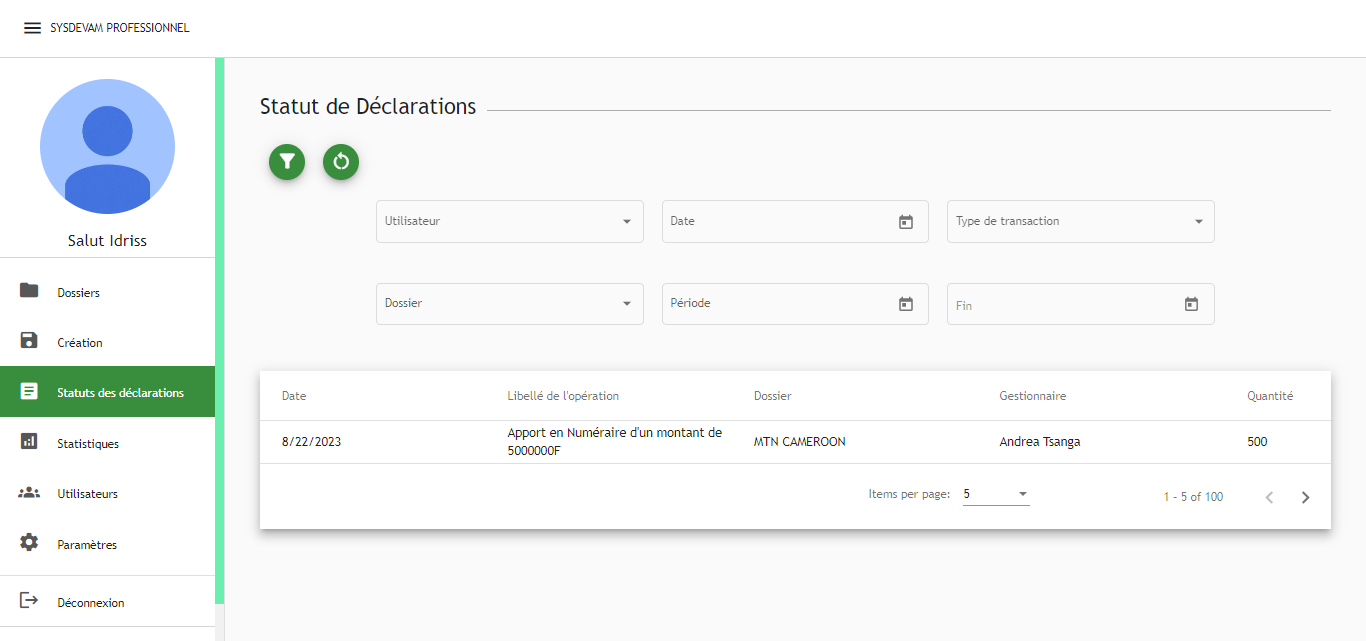 SYSDEVAM PROFESSIONNEL
Salut Idriss
Dossiers
Création
Statuts des déclarations
Statistiques
Utilisateurs
Paramètres
Déconnexion
Statut de Déclarations
Utilisateur
Date
Type de transaction
Dossier
Période
Fin
Date Libellé de l'opération Dossier Gestionnaire Quantité
8/22/2023 Apport en Numéraire d'un montant de 5000000F MTN CAMEROON Andrea Tsanga 500
Items per page: 5 1 - 5 of 100